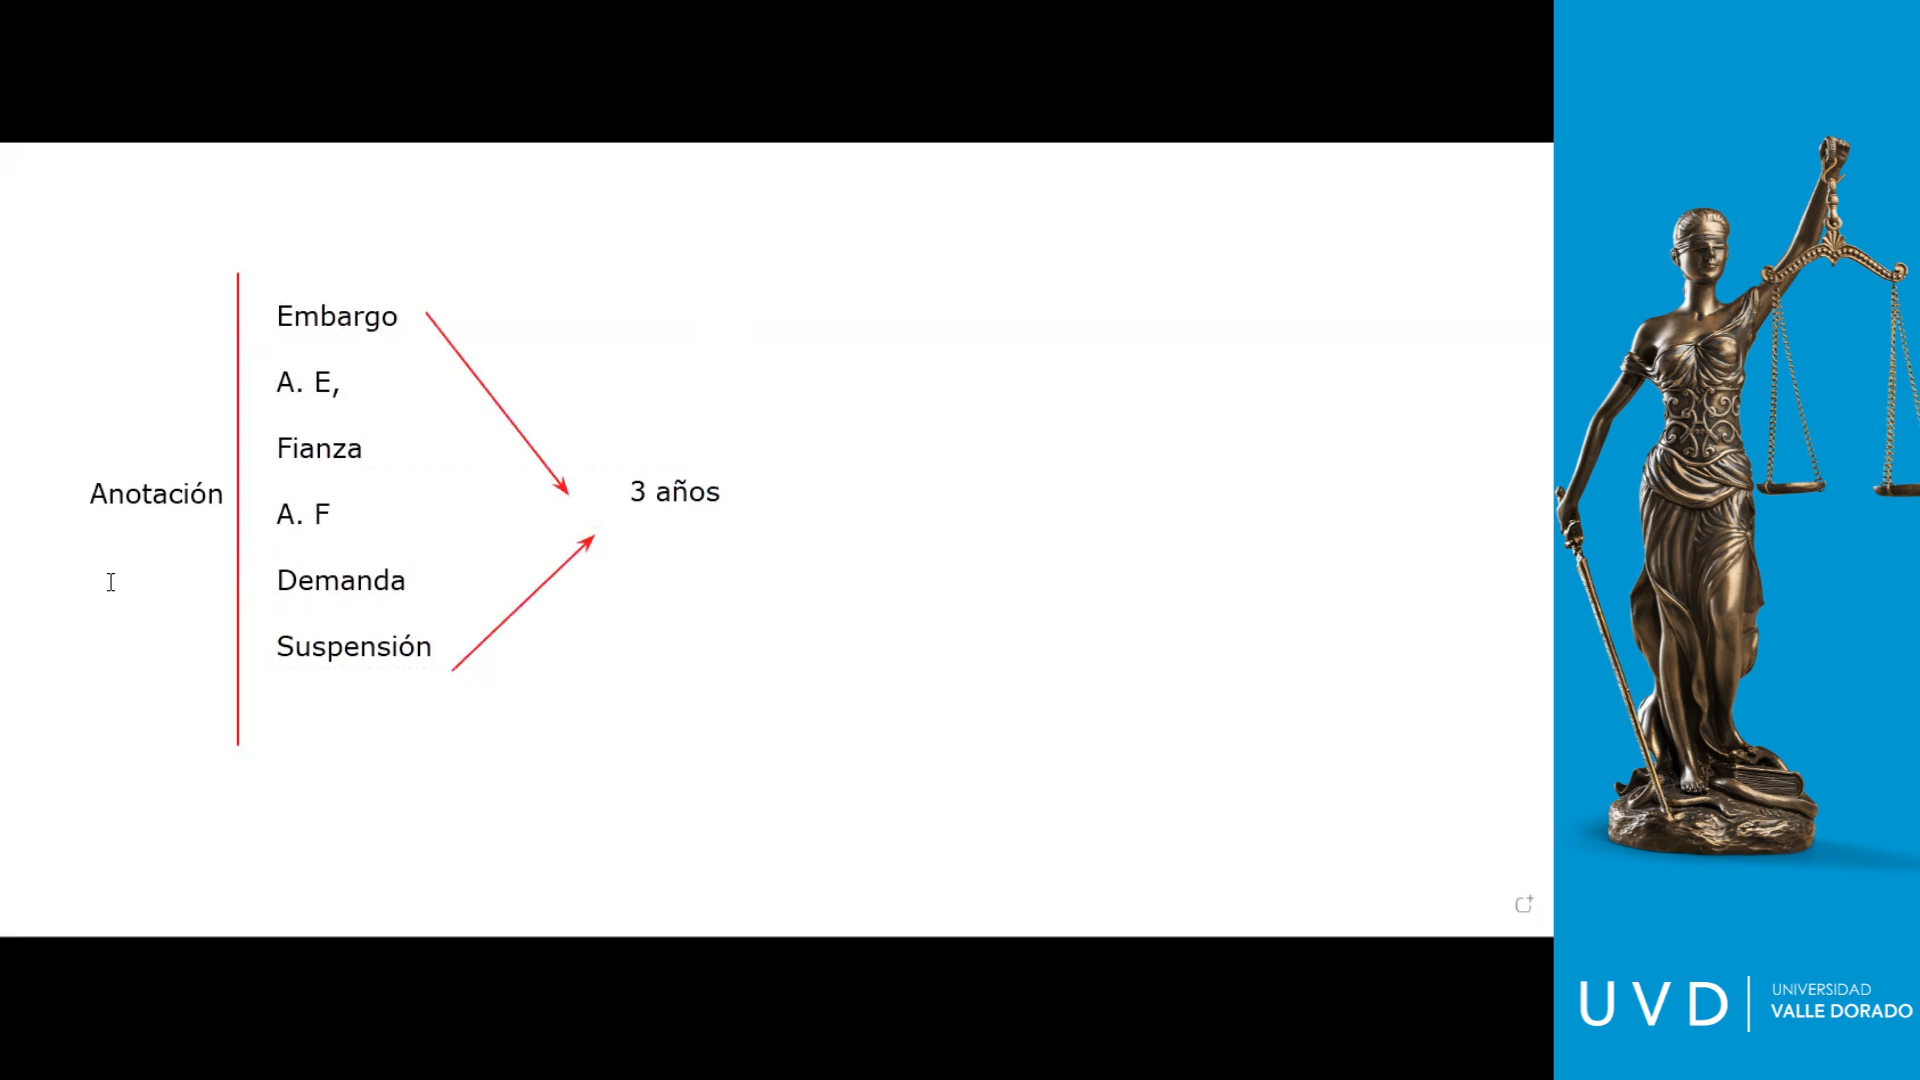 Embargo
A. E,
Fianza
Anotación
3 años
A. F
Demanda
Suspensión
UVD
UNIVERSIDAD
VALLE DORADO